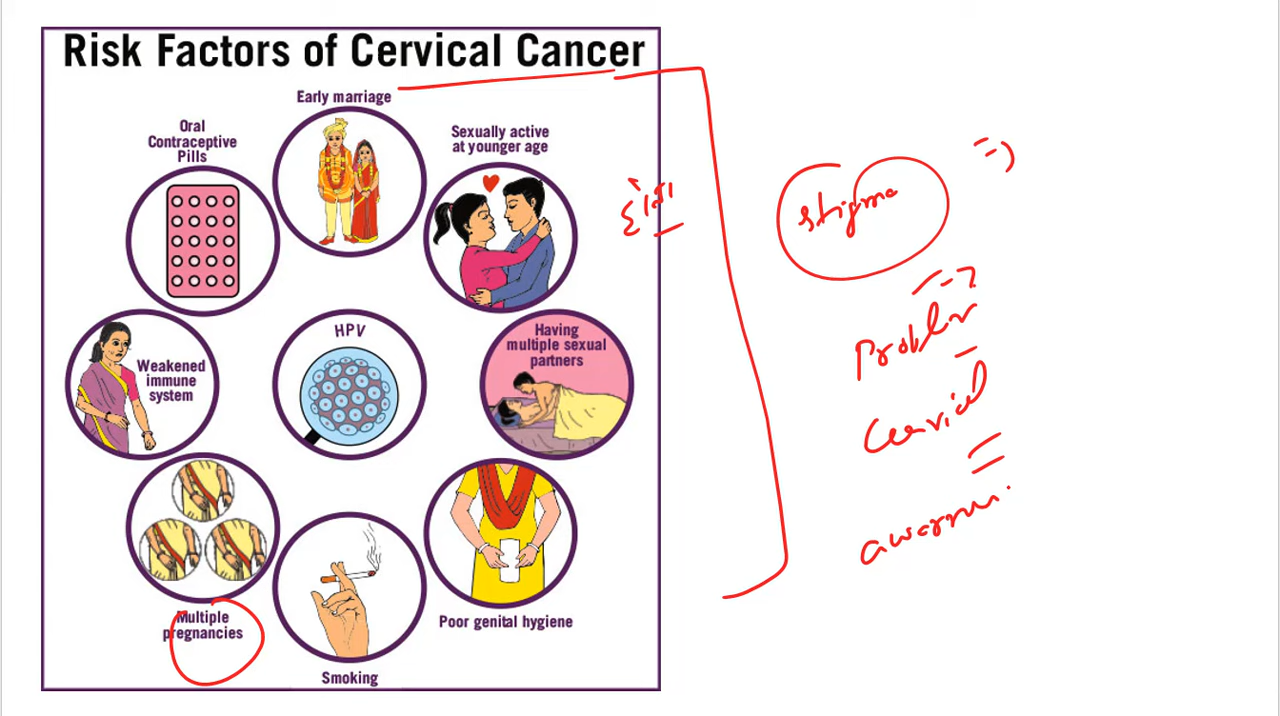 Risk Factors of Cervical Cancer
Early marriage
Oral
Contraceptive
Pills
Sexually active
at younger age
HPV
Having
multiple sexual
partners
Weakened
immune
system
Multiple
pregnancies
Poor genital hygiene
Smoking
stigma
Cervical